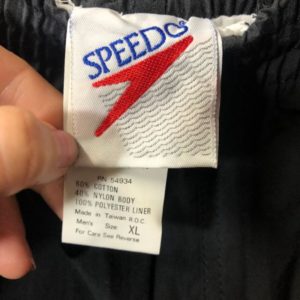 SPEEDO
RN 54934
60% COTTON
40% NYLON BODY
100% POLYESTER LINER
Made in Taiwan R.O.C.
Men's Size: XL
For Care See Reverse